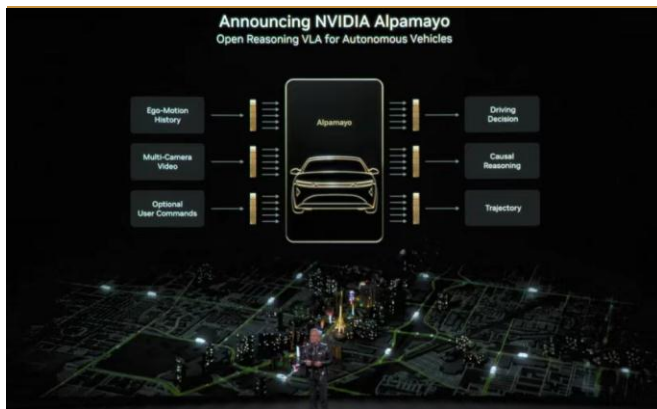 Announcing NVIDIA Alpamayo
Open Reasoning VLA for Autonomous Vehicles
Ego-Motion
History
Alpamayo
Driving
Decision
Multi-Camera
Video
Causal
Reasoning
Optional
User Commands
Trajectory